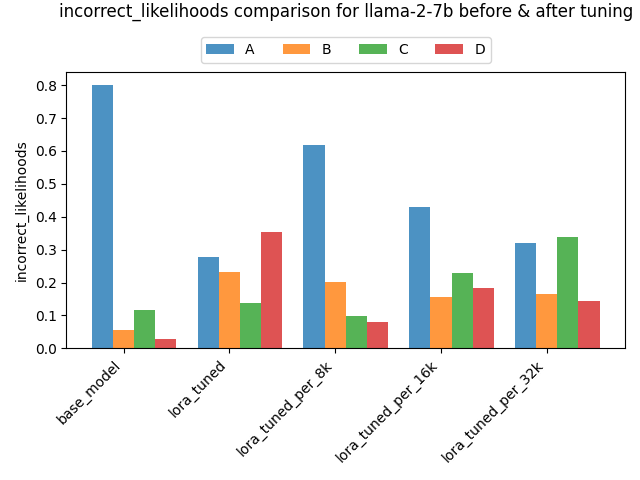 incorrect_likelihoods comparison for llama-2-7b before & after tuning
A B C D
incorrect_likelihoods
0.8
0.7
0.6
0.5
0.4
0.3
0.2
0.1
0.0
base_model
lora_tuned
lora_tuned_per_8k
lora_tuned_per_16k
lora_tuned_per_32k